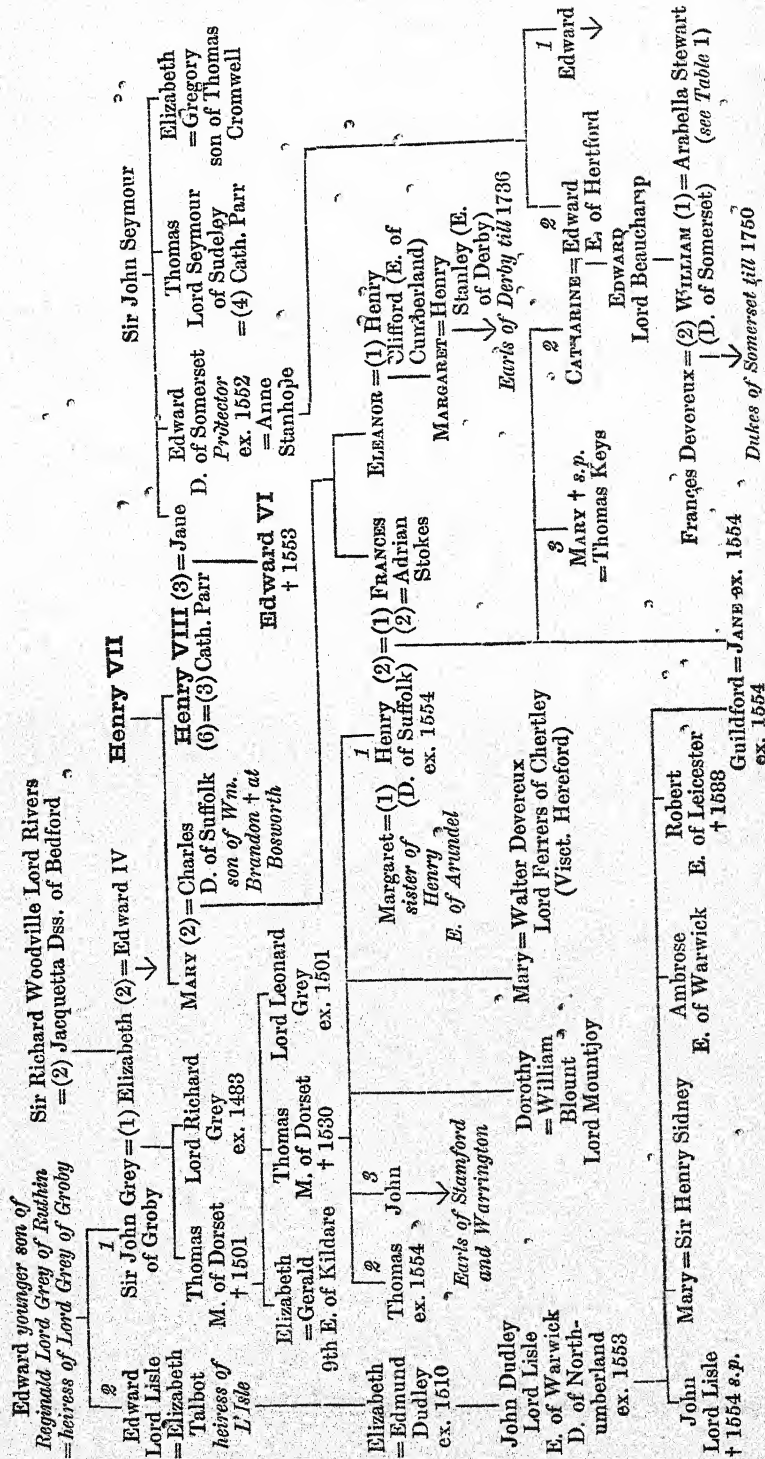 Edward younger son of
Reginald Lord Grey of Ruthin
=heiress of Lord Grey of Groby
Sir Richard Woodville Lord Rivers
=(2) Jacquetta Dss. of Bedford
Sir John Seymour
2
Edward
Lord Lisle
=Elizabeth
Talbot
heiress of
L'Isle
1
Sir John Grey=(1) Elizabeth (2)=Edward IV
of Groby
Henry VII
Edward
D. of Somerset
Protector
ex. 1552
=Anne
Stanhope
Thomas
Lord Seymour
of Sudeley
=(4) Cath. Parr
Elizabeth
=Gregory
son of Thomas
Cromwell
Thomas
M. of Dorset
† 1501
Lord Richard
Grey
ex. 1483
MARY (2)=Charles
D. of Suffolk
son of Wm.
Brandon † at
Bosworth
Henry VIII (3)=Jane
(6)=(3) Cath. Parr
Edward VI
† 1553
Elizabeth
=Gerald
9th E. of Kildare
Thomas
M. of Dorset
† 1530
Lord Leonard
Grey
ex. 1501
Elizabeth
=Edmund
Dudley
ex. 1510
2
Thomas
ex. 1554
3
John
Earls of Stamford
and Warrington
Margaret=(1)
sister of
Henry
E. of Arundel
1
Henry (2)=(1) FRANCES
(D. of Suffolk) (2)=Adrian
ex. 1554 Stokes
ELEANOR=(1) Henry
Clifford (E. of
Cumberland)
MARGARET=Henry
Stanley (E.
of Derby)
Earls of Derby till 1736
John Dudley
Lord Lisle
E. of Warwick
D. of North-
umberland
ex. 1553
Dorothy
=William
Blount
Lord Mountjoy
Mary=Walter Devereux
Lord Ferrers of Chertley
(Visct. Hereford)
3
MARY † s.p.
=Thomas Keys
2 2
CATHARINE=Edward
E. of Hertford
1
Edward
EDWARD
Lord Beauchamp
Frances Devereux=(2) WILLIAM (1)=Arabella Stewart
(D. of Somerset) (see Table 1)
Dukes of Somerset till 1750
John
Lord Lisle
† 1554 s.p.
Mary=Sir Henry Sidney
Ambrose
E. of Warwick
Robert
E. of Leicester
† 1588
Guildford=JANE ex. 1554
ex. 1554